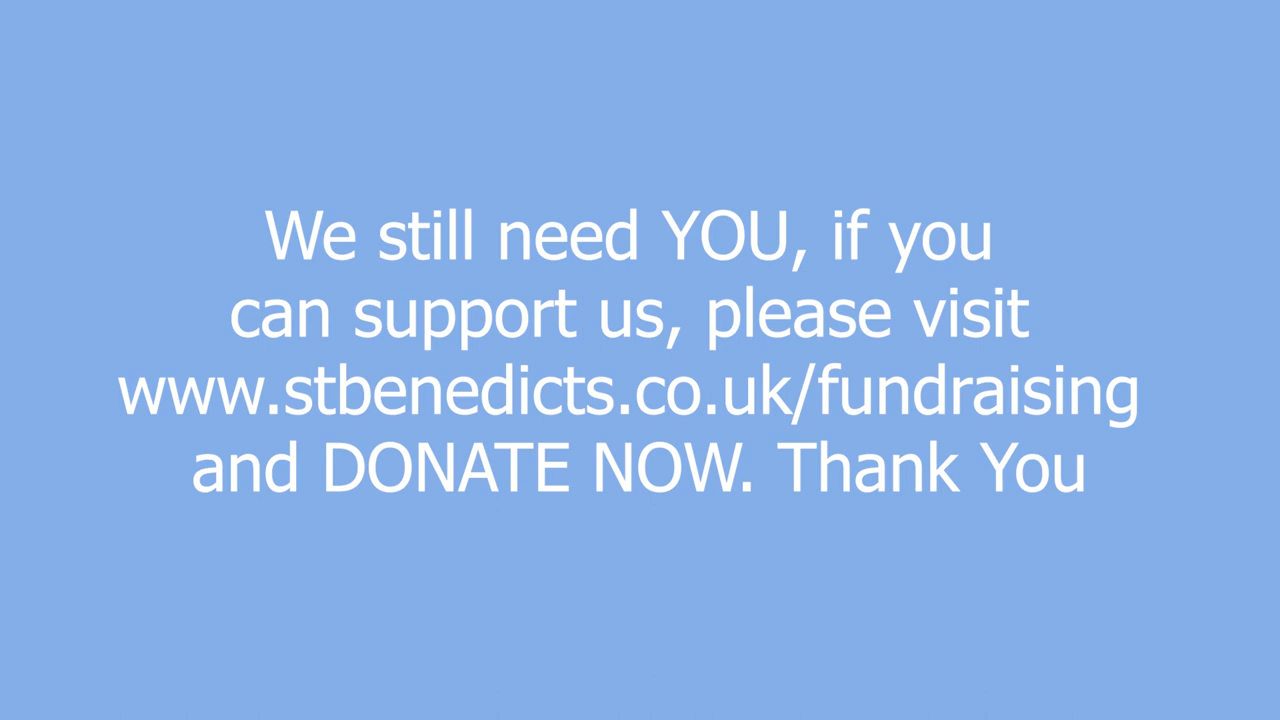 We still need YOU, if you
can support us, please visit
www.stbenedicts.co.uk/fundraising
and DONATE NOW. Thank You